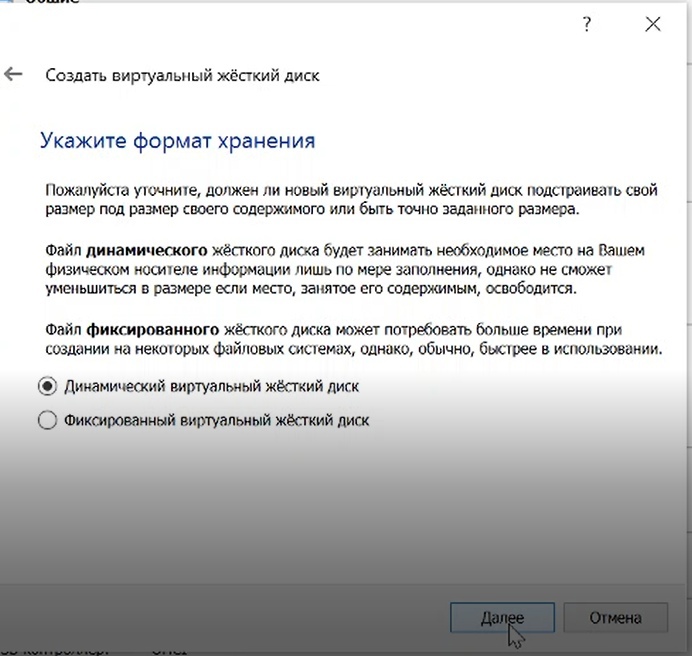 Общие
?
Создать виртуальный жёсткий диск
Укажите формат хранения
Пожалуйста уточните, должен ли новый виртуальный жёсткий диск подстраивать свой
размер под размер своего содержимого или быть точно заданного размера.
Файл динамического жёсткого диска будет занимать необходимое место на Вашем
физическом носителе информации лишь по мере заполнения, однако не сможет
уменьшиться в размере если место, занятое его содержимым, освободится.
Файл фиксированного жёсткого диска может потребовать больше времени при
создании на некоторых файловых системах, однако, обычно, быстрее в использовании.
Динамический виртуальный жёсткий диск
Фиксированный виртуальный жёсткий диск
Далее
Отмена